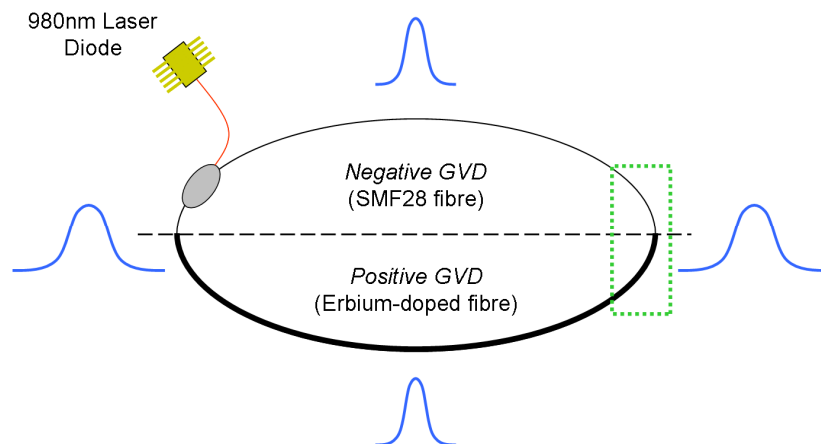 980nm Laser
Diode
Negative GVD
(SMF28 fibre)
Positive GVD
(Erbium-doped fibre)